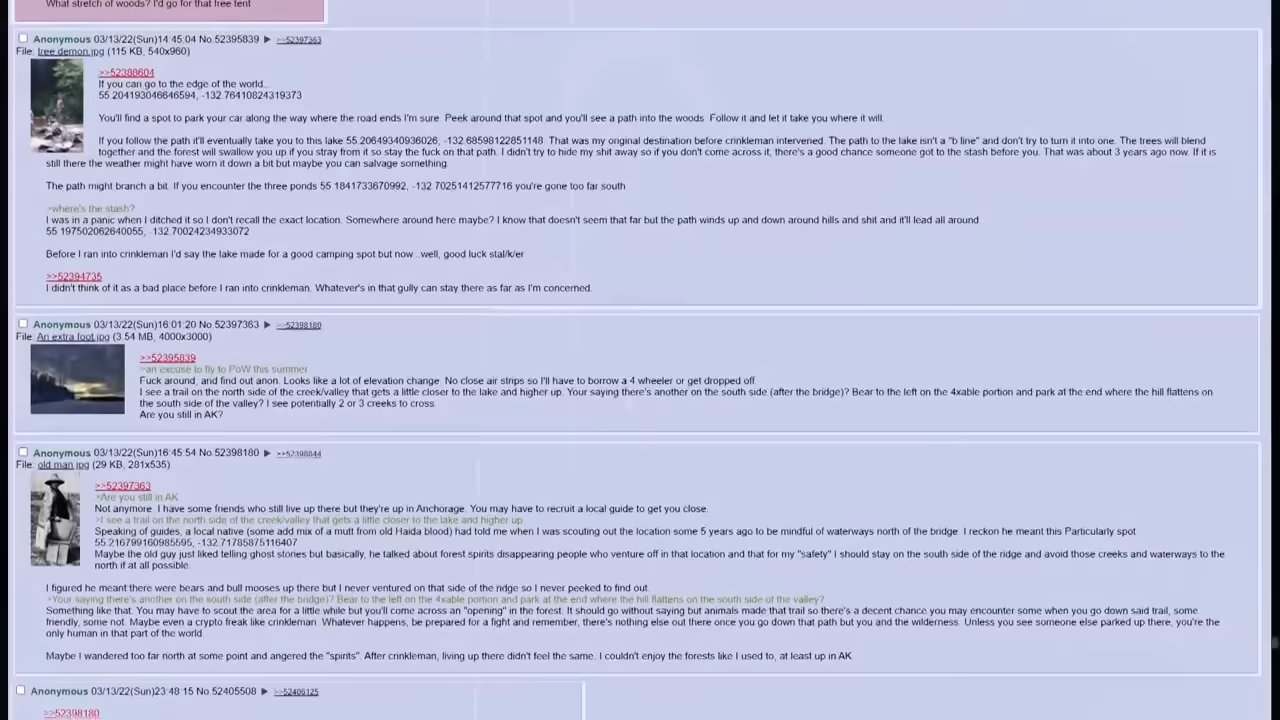 What stretch of woods? I'd go for that free tent
Anonymous 03/13/22(Sun)14:45:04 No.52395839 ▶ >>52397363
File: tree demon.jpg (115 KB, 540x960)
>>52388604
If you can go to the edge of the world...
55.204193046646594, -132.76410824319373
You'll find a spot to park your car along the way where the road ends I'm sure. Peek around that spot and you'll see a path into the woods. Follow it and let it take you where it will.
If you follow the path it'll eventually take you to this lake 55.20649340936026, -132.68598122851148 That was my original destination before crinkleman intervened. The path to the lake isn't a "b line" and don't try to turn it into one. The trees will blend
together and the forest will swallow you up if you stray from it so stay the fuck on that path. I didn't try to hide my shit away so if you don't come across it, there's a good chance someone got to the stash before you. That was about 3 years ago now. If it is
still there the weather might have worn it down a bit but maybe you can salvage something.
The path might branch a bit. If you encounter the three ponds 55.1841733670992, -132.70251412577716 you're gone too far south
>where's the stash?
I was in a panic when I ditched it so I don't recall the exact location. Somewhere around here maybe? I know that doesn't seem that far but the path winds up and down around hills and shit and it'll lead all around.
55.197502062640055, -132.70024234933072
Before I ran into crinkleman I'd say the lake made for a good camping spot but now...well, good luck stal/k/er
>>52394735
I didn't think of it as a bad place before I ran into crinkleman. Whatever's in that gully can stay there as far as I'm concerned.
Anonymous 03/13/22(Sun)16:01:20 No.52397363 ▶ >>52398180
File: An extra foot.jpg (3.54 MB, 4000x3000)
>>52395839
>an excuse to fly to PoW this summer
Fuck around, and find out anon. Looks like a lot of elevation change. No close air strips so I'll have to borrow a 4 wheeler or get dropped off.
I see a trail on the north side of the creek/valley that gets a little closer to the lake and higher up. Your saying there's another on the south side (after the bridge)? Bear to the left on the 4xable portion and park at the end where the hill flattens on
the south side of the valley? I see potentially 2 or 3 creeks to cross.
Are you still in AK?
Anonymous 03/13/22(Sun)16:45:54 No.52398180 ▶ >>52398844
File: old man.jpg (29 KB, 281x535)
>>52397363
>Are you still in AK
Not anymore. I have some friends who still live up there but they're up in Anchorage. You may have to recruit a local guide to get you close.
>I see a trail on the north side of the creek/valley that gets a little closer to the lake and higher up
Speaking of guides, a local native (some add mix of a mutt from old Haida blood) had told me when I was scouting out the location some 5 years ago to be mindful of waterways north of the bridge. I reckon he meant this Particularly spot
55.216799160985595, -132.71785875116407
Maybe the old guy just liked telling ghost stories but basically, he talked about forest spirits disappearing people who venture off in that location and that for my "safety" I should stay on the south side of the ridge and avoid those creeks and waterways to the
north if at all possible.
I figured he meant there were bears and bull mooses up there but I never ventured on that side of the ridge so I never peeked to find out.
>Your saying there's another on the south side (after the bridge)? Bear to the left on the 4xable portion and park at the end where the hill flattens on the south side of the valley?
Something like that. You may have to scout the area for a little while but you'll come across an "opening" in the forest. It should go without saying but animals made that trail so there's a decent chance you may encounter some when you go down said trail, some
friendly, some not. Maybe even a crypto freak like crinkleman. Whatever happens, be prepared for a fight and remember, there's nothing else out there once you go down that path but you and the wilderness. Unless you see someone else parked up there, you're the
only human in that part of the world.
Maybe I wandered too far north at some point and angered the "spirits". After crinkleman, living up there didn't feel the same. I couldn't enjoy the forests like I used to, at least up in AK
Anonymous 03/13/22(Sun)23:48:15 No.52405508 ▶ >>52406125
>>52398180